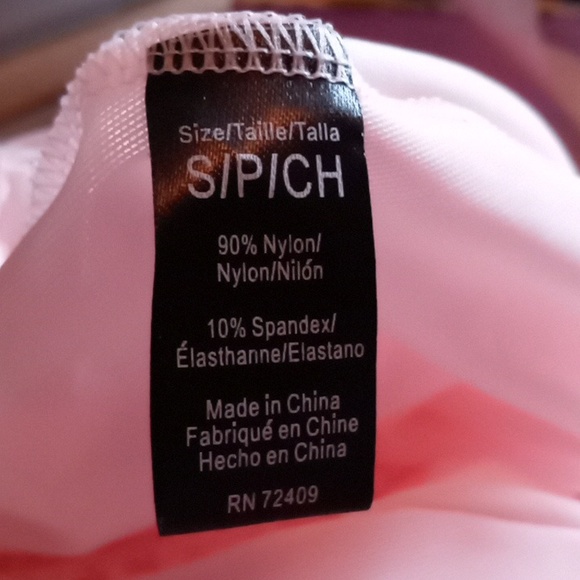 Size/Taille/Talla
S/P/CH
90% Nylon/
Nylon/Nilón
10% Spandex/
Élasthanne/Elastano
Made in China
Fabriqué en Chine
Hecho en China
RN 72409